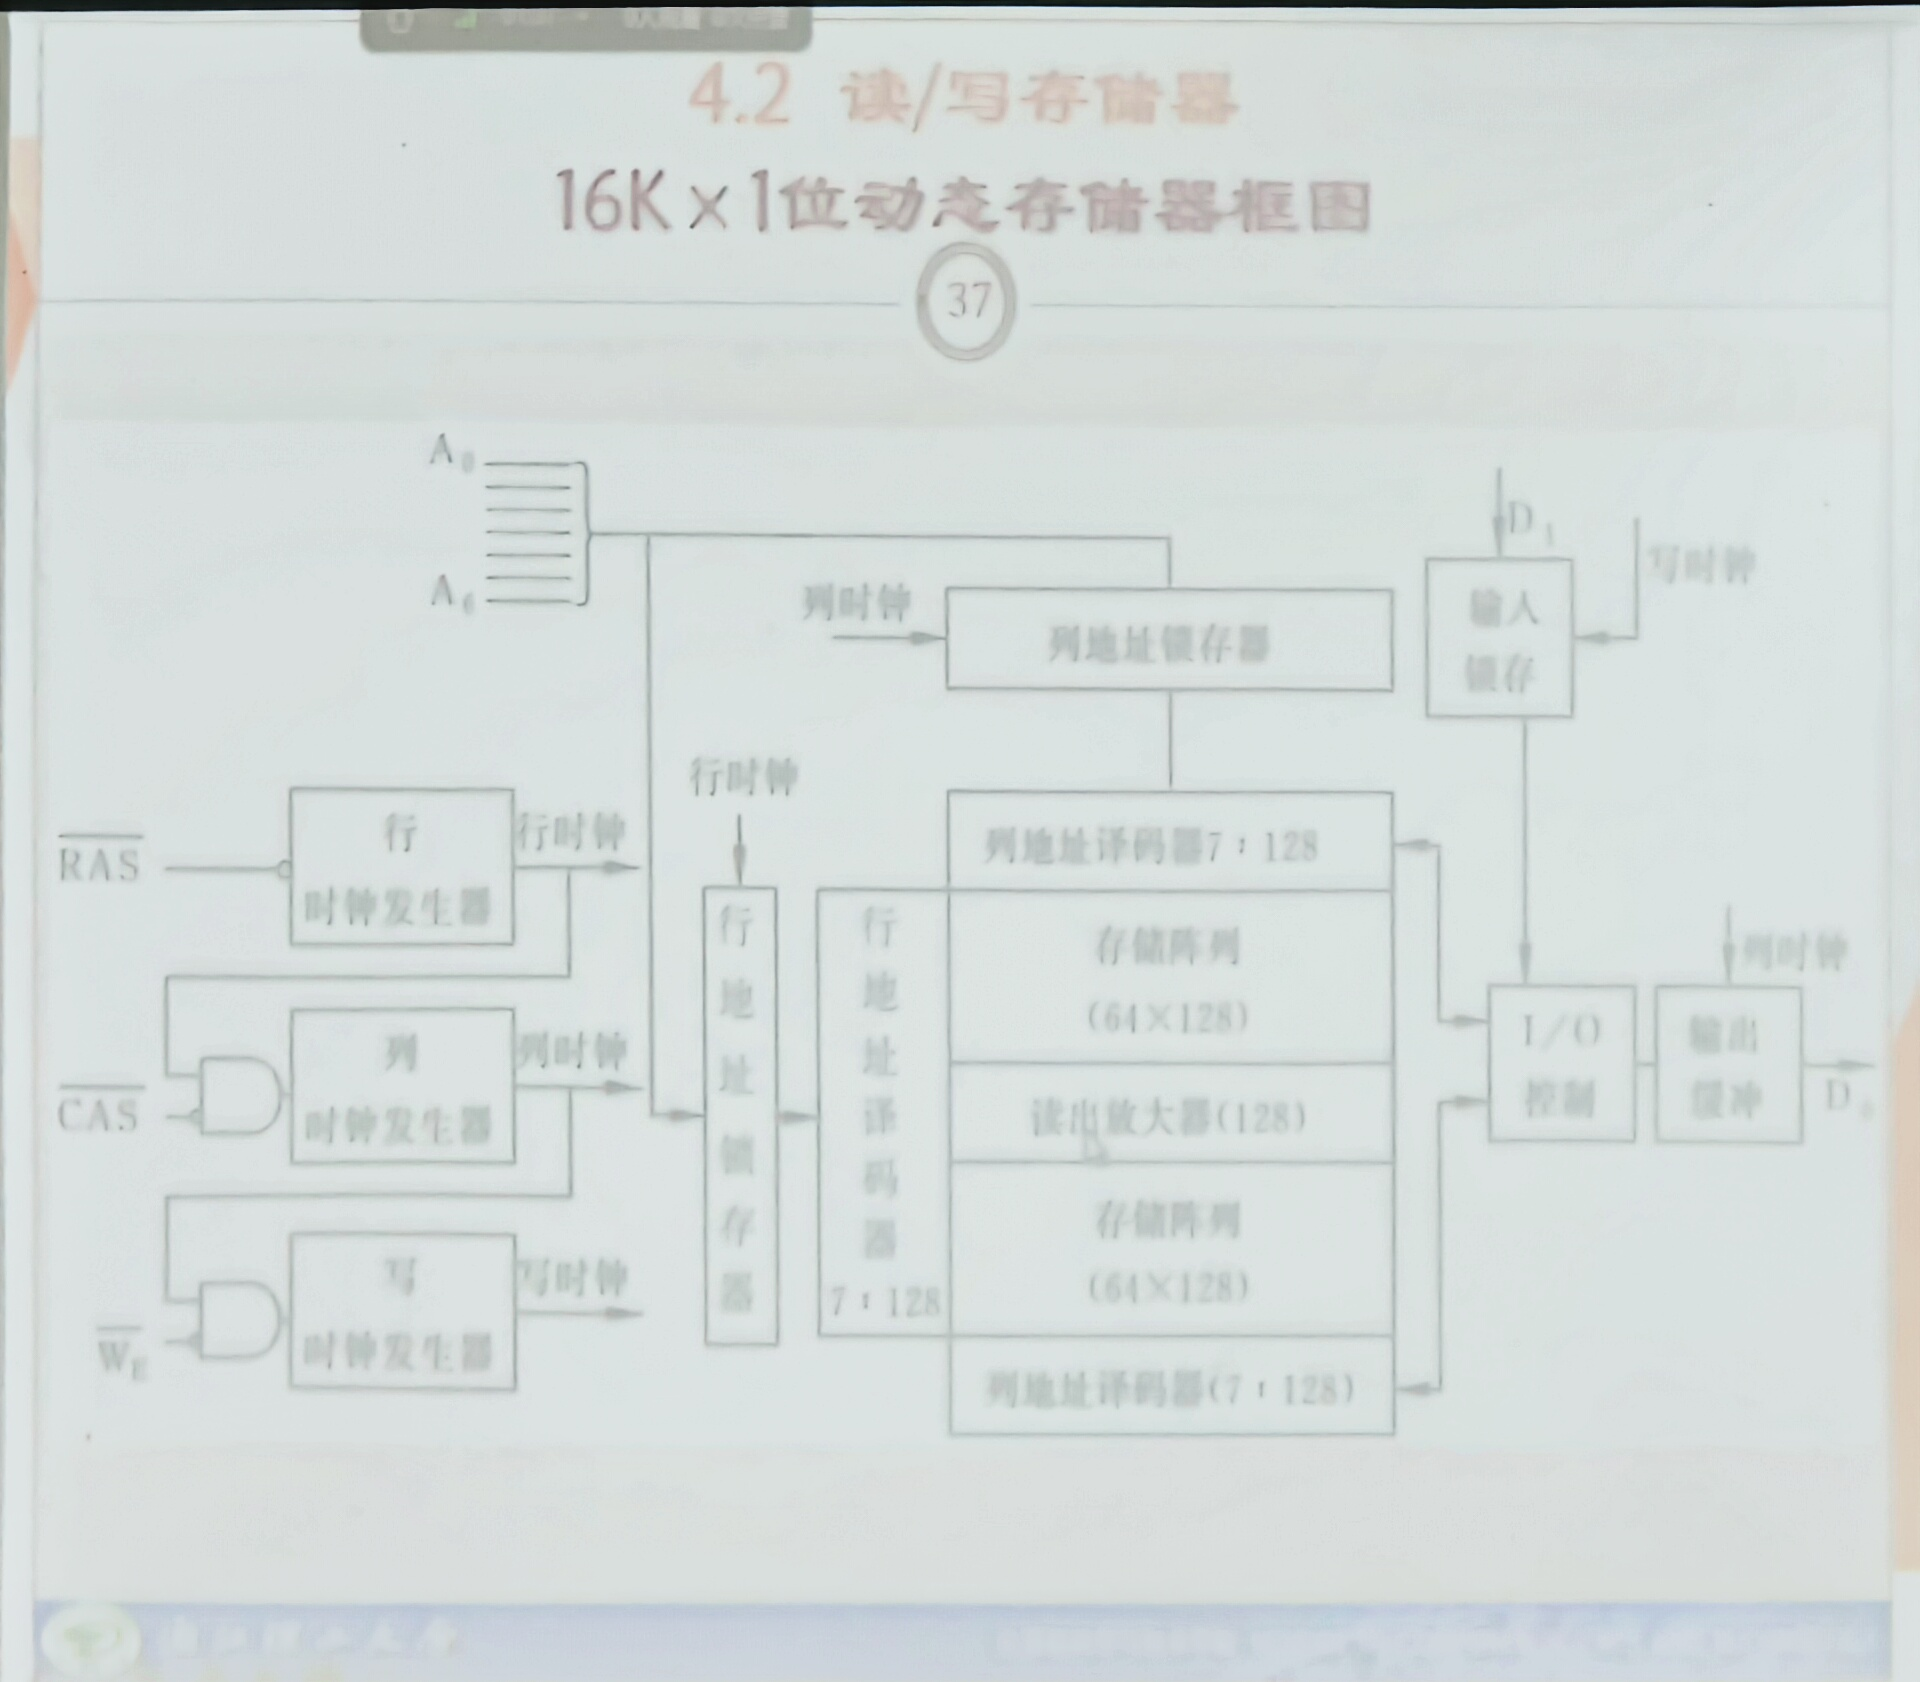 4.2 读/写存储器
16K×1位动态存储器框图
37
A0
A6
列时钟
列地址锁存器
D1
写时钟
输入
锁存
行时钟
RAS
行
时钟发生器
行时钟
列地址译码器7:128
行地址锁存器
行地址译码器
7:128
存储阵列
(64×128)
列时钟
CAS
列
时钟发生器
列时钟
I/O
控制
输出
缓冲
D
读出放大器(128)
存储阵列
(64×128)
WE
写
时钟发生器
写时钟
列地址译码器(7:128)